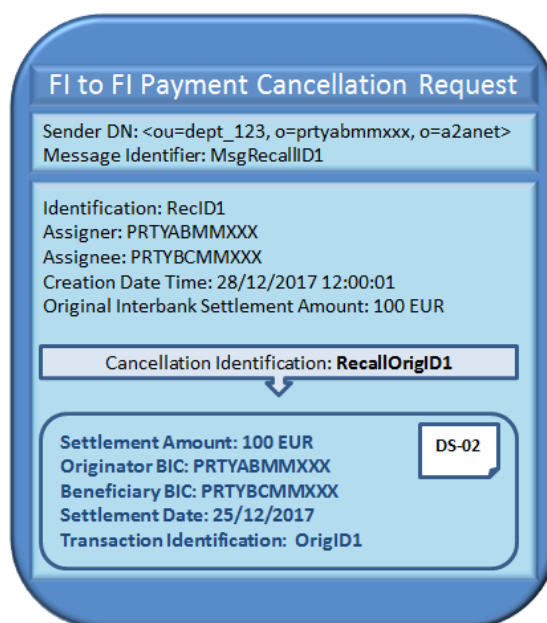 FI to FI Payment Cancellation Request
Sender DN: <ou=dept_123, o=prtyabmmxxx, o=a2anet>
Message Identifier: MsgRecallID1
Identification: RecID1
Assigner: PRTYABMMXXX
Assignee: PRTYBCMMXXX
Creation Date Time: 28/12/2017 12:00:01
Original Interbank Settlement Amount: 100 EUR
Cancellation Identification: RecallOrigID1
Settlement Amount: 100 EUR
DS-02
Originator BIC: PRTYABMMXXX
Beneficiary BIC: PRTYBCMMXXX
Settlement Date: 25/12/2017
Transaction Identification: OrigID1